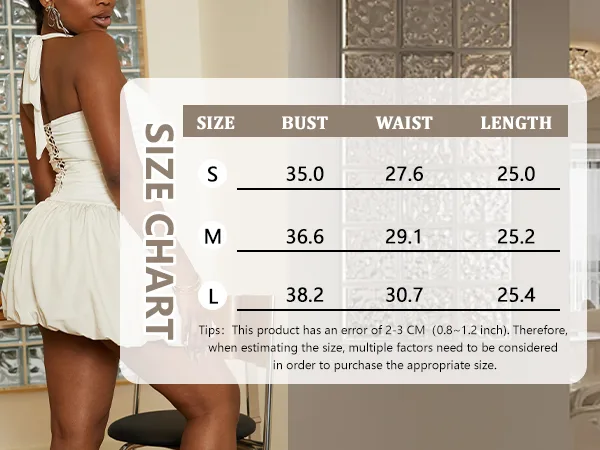 SIZE CHART
SIZE BUST WAIST LENGTH
S 35.0 27.6 25.0
M 36.6 29.1 25.2
L 38.2 30.7 25.4
Tips: This product has an error of 2-3 CM (0.8~1.2 inch). Therefore,
when estimating the size, multiple factors need to be considered
in order to purchase the appropriate size.